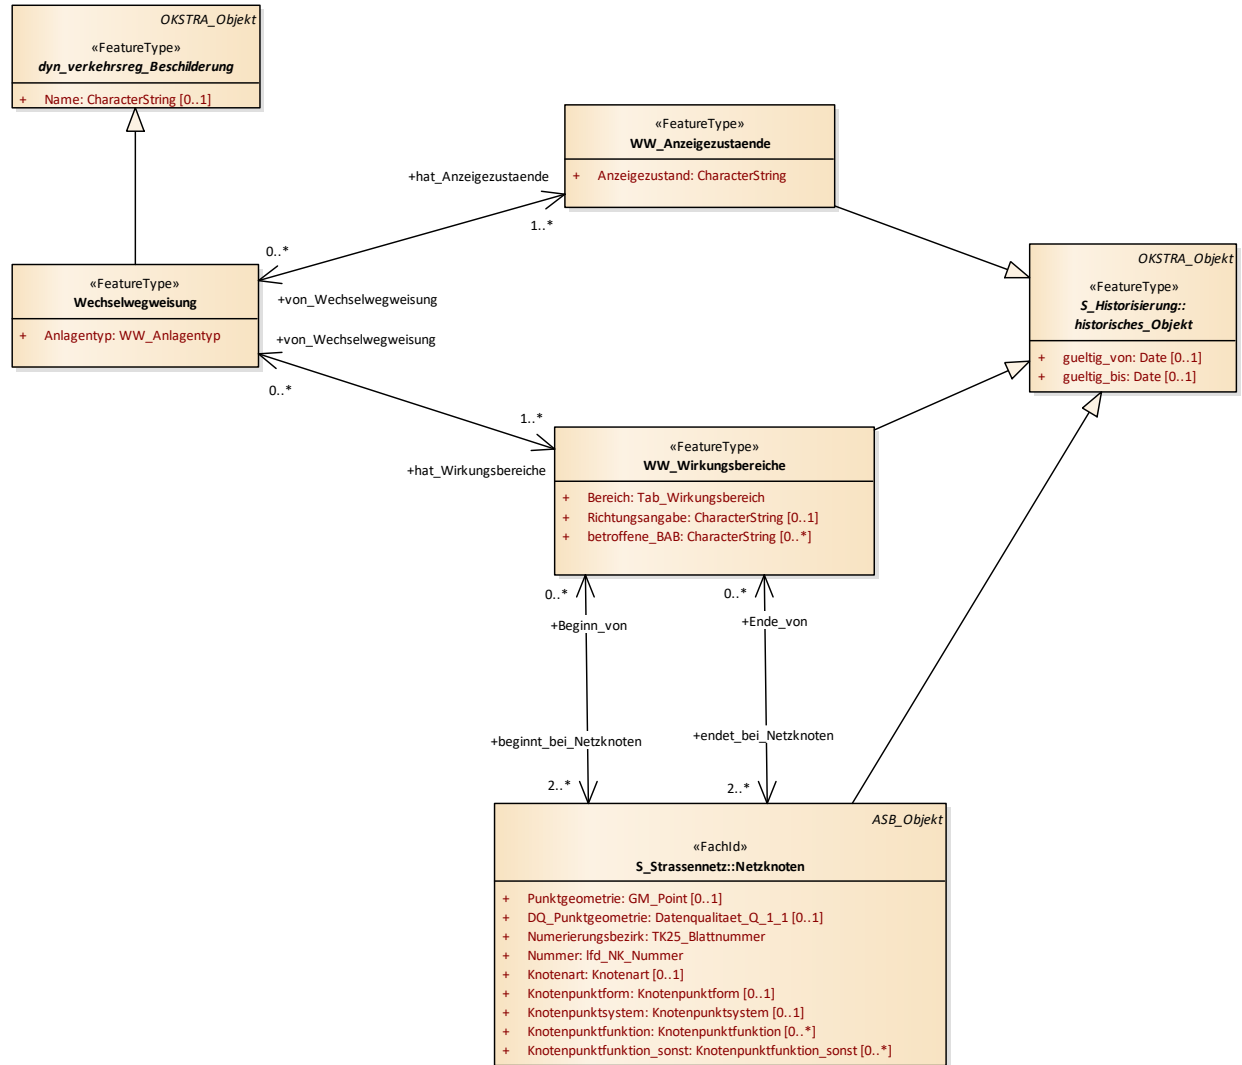 OKSTRA_Objekt
«FeatureType»
dyn_verkehrsreg_Beschilderung
+ Name: CharacterString [0..1]
«FeatureType»
WW_Anzeigezustaende
+ Anzeigezustand: CharacterString
+hat_Anzeigezustaende
1..*
0..*
+von_Wechselwegweisung
«FeatureType»
Wechselwegweisung
+ Anlagentyp: WW_Anlagentyp
+von_Wechselwegweisung
0..*
1..*
+hat_Wirkungsbereiche
OKSTRA_Objekt
«FeatureType»
S_Historisierung::
historisches_Objekt
+ gueltig_von: Date [0..1]
+ gueltig_bis: Date [0..1]
«FeatureType»
WW_Wirkungsbereiche
+ Bereich: Tab_Wirkungsbereich
+ Richtungsangabe: CharacterString [0..1]
+ betroffene_BAB: CharacterString [0..*]
0..*
+Beginn_von
0..*
+Ende_von
+beginnt_bei_Netzknoten
2..*
+endet_bei_Netzknoten
2..*
ASB_Objekt
«FachId»
S_Strassennetz::Netzknoten
+ Punktgeometrie: GM_Point [0..1]
+ DQ_Punktgeometrie: Datenqualitaet_Q_1_1 [0..1]
+ Numerierungsbezirk: TK25_Blattnummer
+ Nummer: lfd_NK_Nummer
+ Knotenart: Knotenart [0..1]
+ Knotenpunktform: Knotenpunktform [0..1]
+ Knotenpunktsystem: Knotenpunktsystem [0..1]
+ Knotenpunktfunktion: Knotenpunktfunktion [0..*]
+ Knotenpunktfunktion_sonst: Knotenpunktfunktion_sonst [0..*]